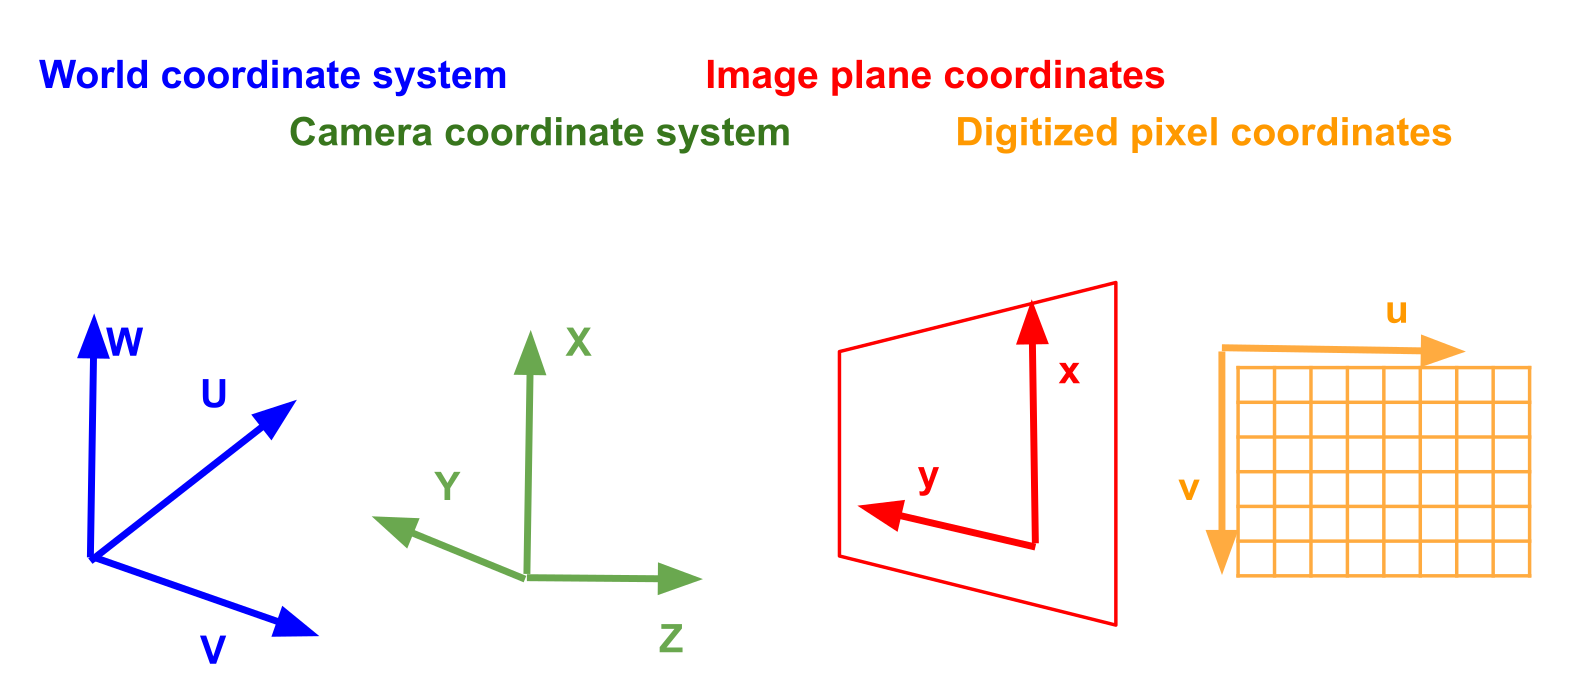 World coordinate system
Image plane coordinates
Camera coordinate system
Digitized pixel coordinates
W
U
V
X
Y
Z
x
y
u
v